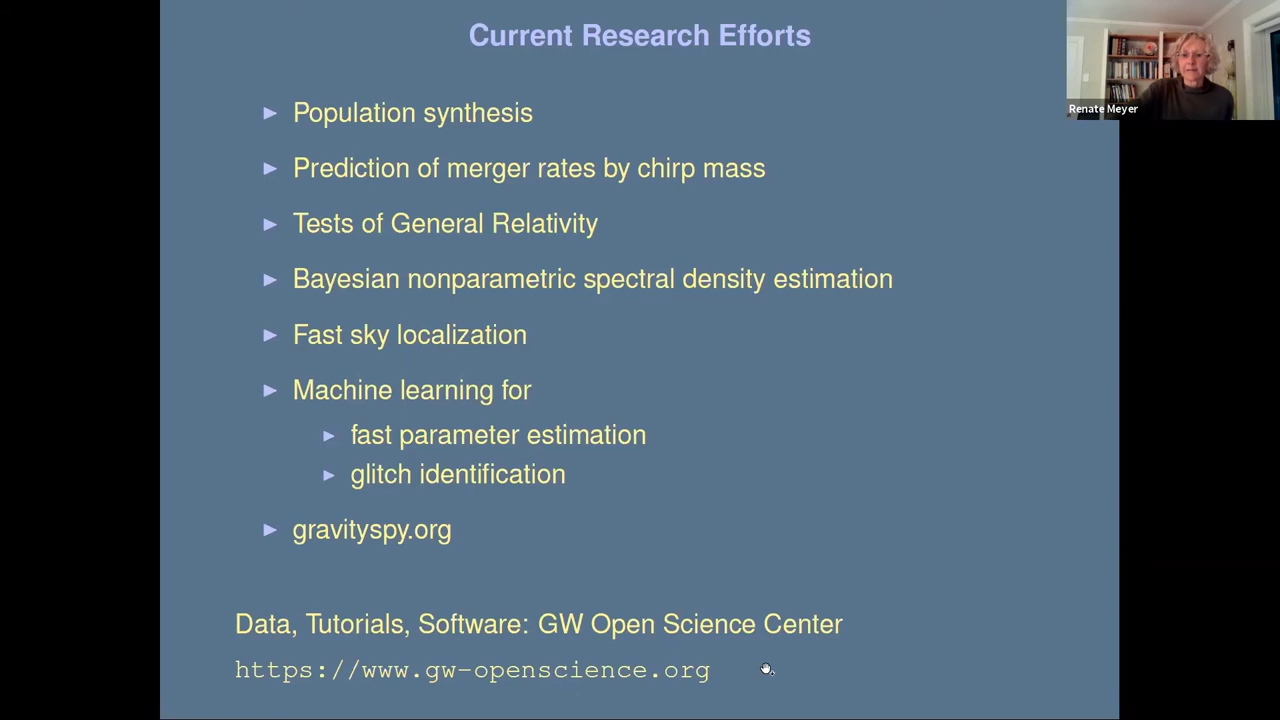 Current Research Efforts
Renate Meyer
Population synthesis
Prediction of merger rates by chirp mass
Tests of General Relativity
Bayesian nonparametric spectral density estimation
Fast sky localization
Machine learning for
fast parameter estimation
glitch identification
gravityspy.org
Data, Tutorials, Software: GW Open Science Center
https://www.gw-openscience.org